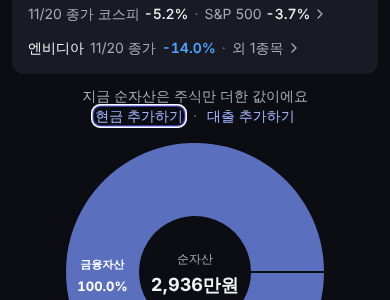 11/20 종가 코스피 -5.2% · S&P 500 -3.7% >
엔비디아 11/20 종가 -14.0% · 외 1종목 >
지금 순자산은 주식만 더한 값이에요
현금 추가하기 · 대출 추가하기
순자산
금융자산
2,936만원
100.0%